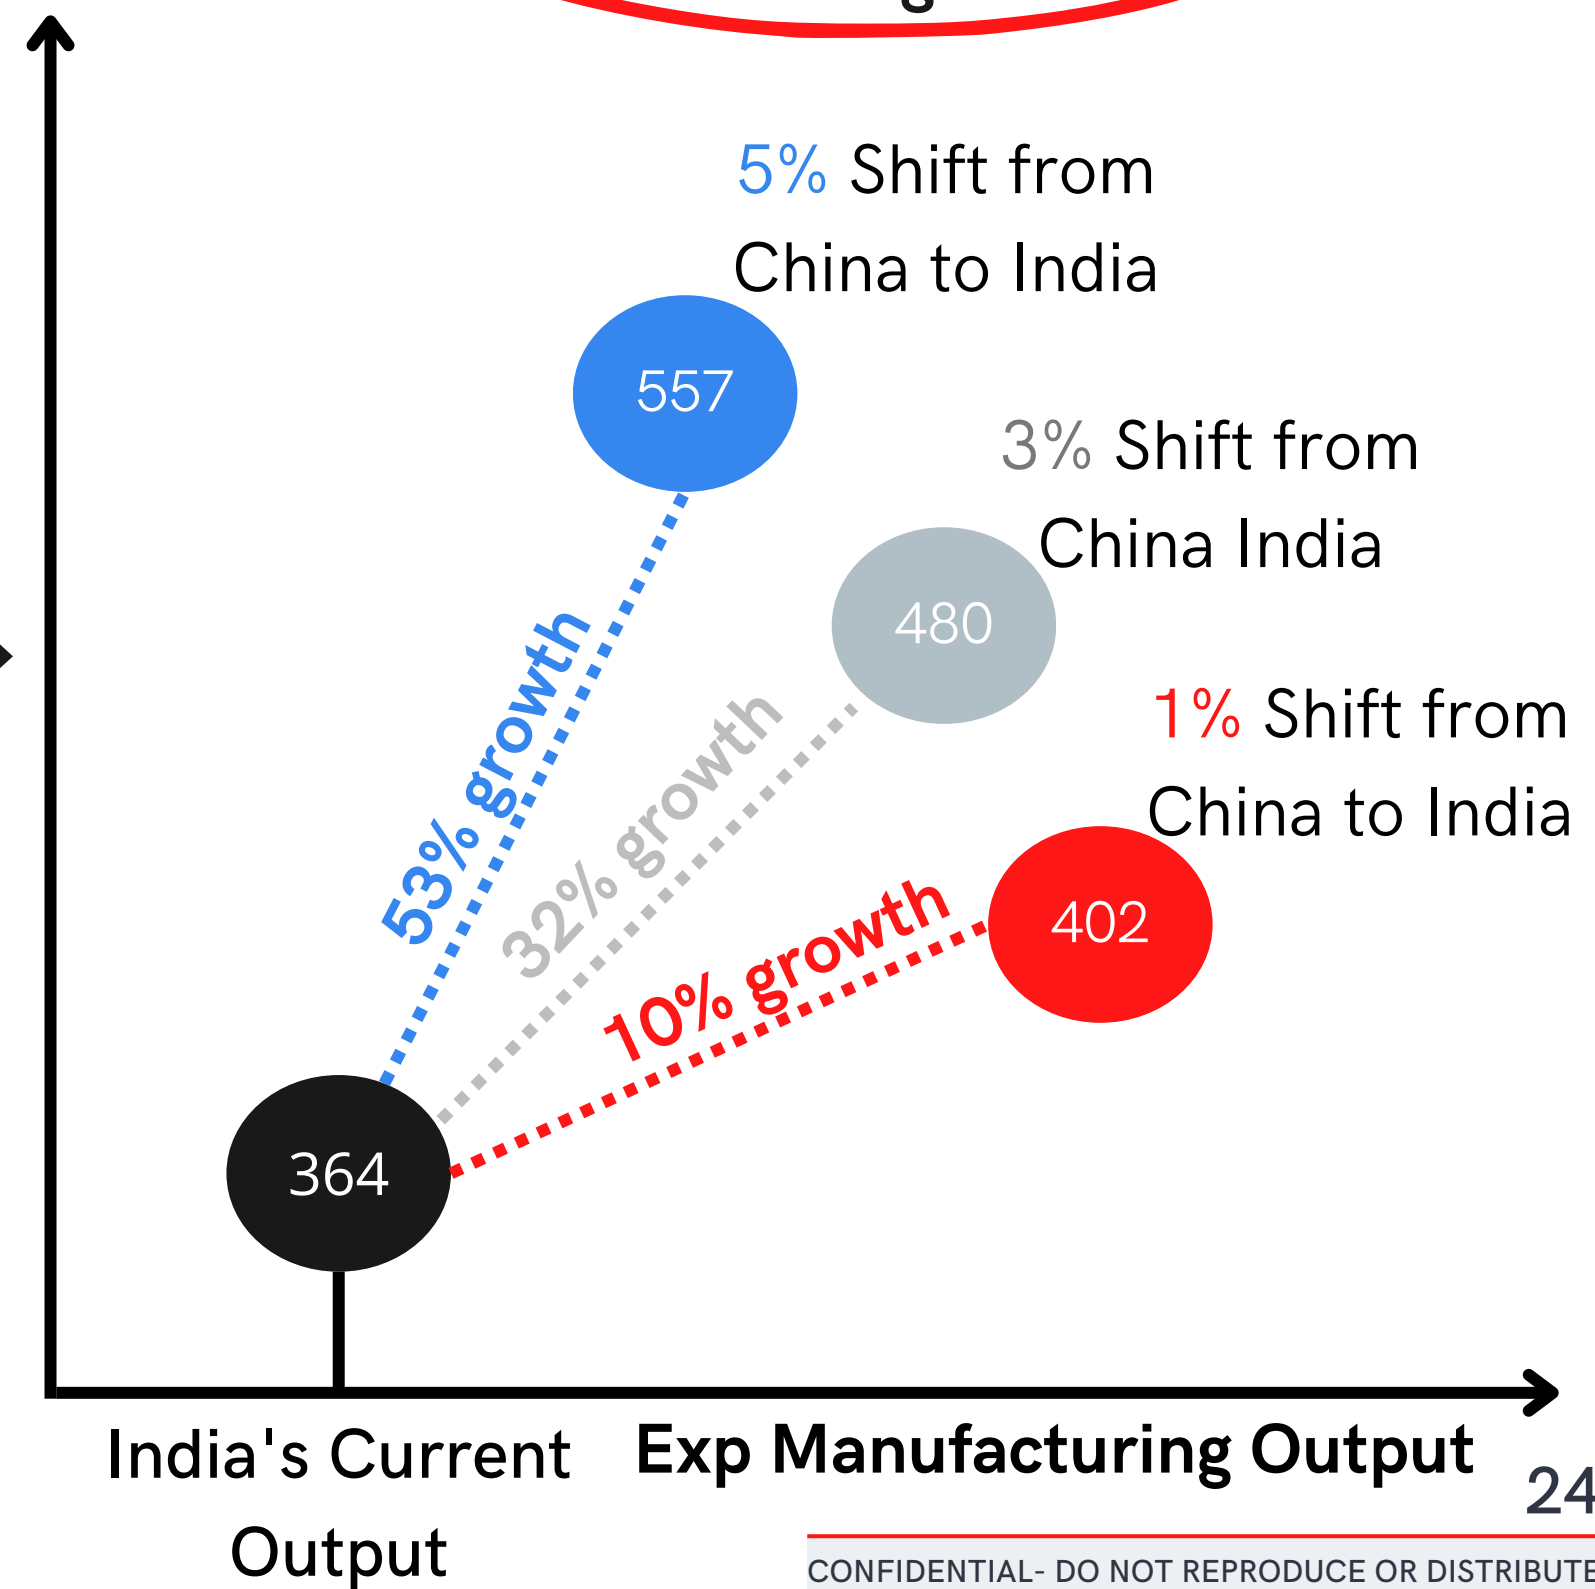 5% Shift from
China to India
557
3% Shift from
China India
480
1% Shift from
China to India
53% growth
32% growth
10% growth
402
364
India's Current
Output
Exp Manufacturing Output
24
CONFIDENTIAL- DO NOT REPRODUCE OR DISTRIBUTE